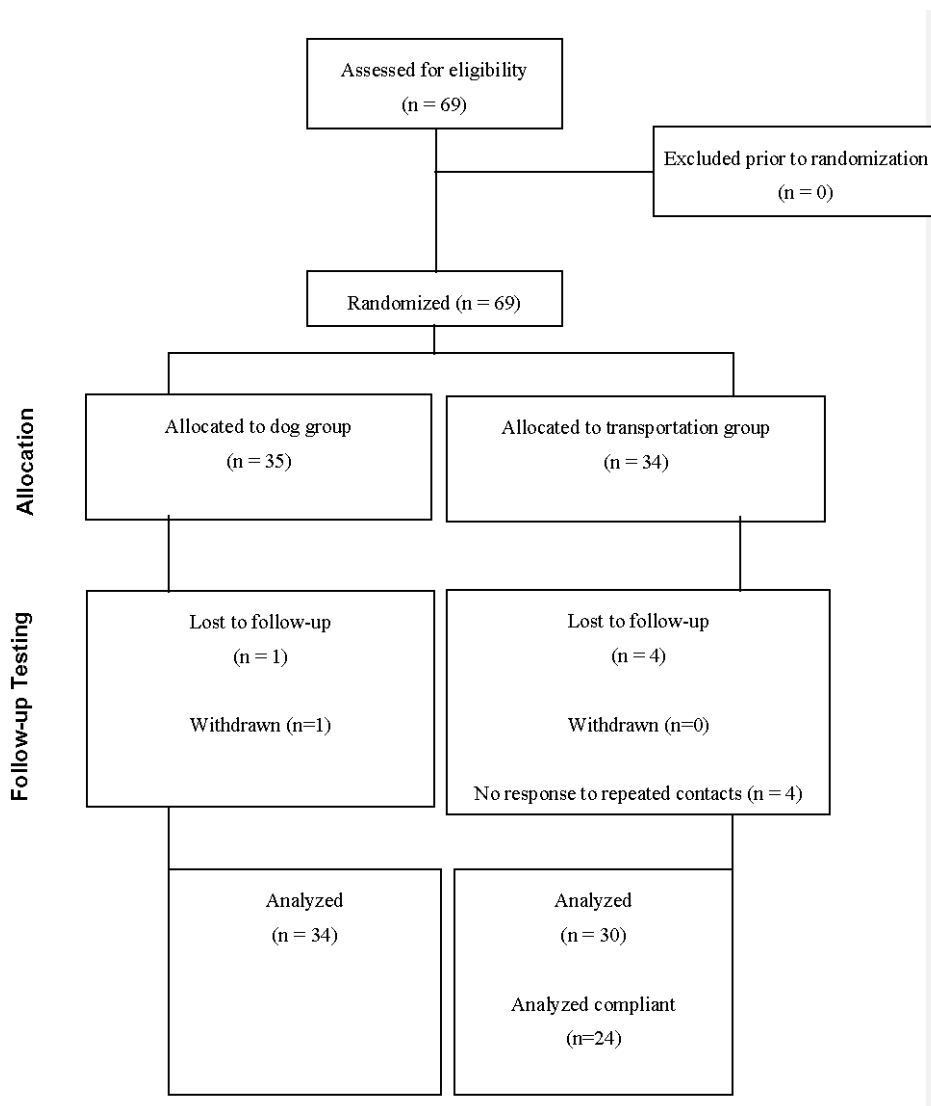 Assessed for eligibility
(n = 69)
Excluded prior to randomization
(n = 0)
Randomized (n = 69)
Allocation
Allocated to dog group
(n = 35)
Allocated to transportation group
(n = 34)
Follow-up Testing
Lost to follow-up
(n = 1)
Withdrawn (n=1)
Lost to follow-up
(n = 4)
Withdrawn (n=0)
No response to repeated contacts (n = 4)
Analyzed
(n = 34)
Analyzed
(n = 30)
Analyzed compliant
(n=24)